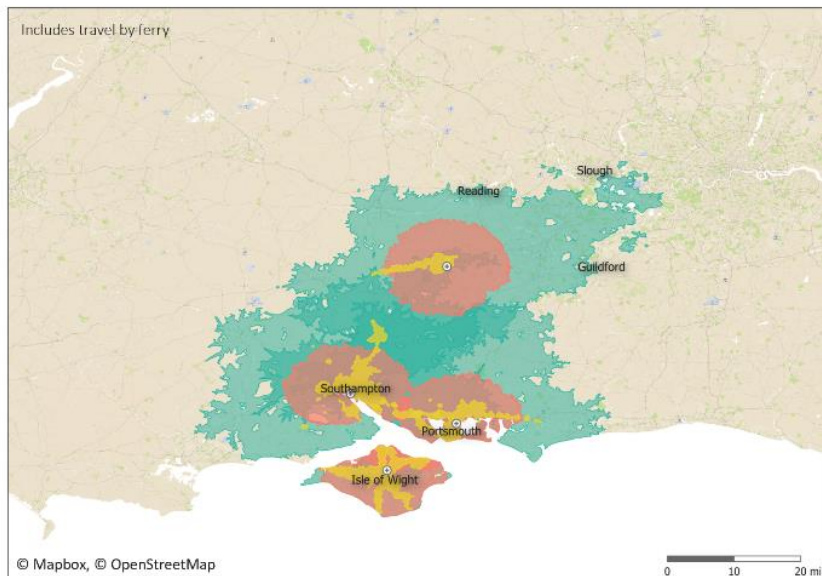 Includes travel by ferry
Slough
Reading
Guildford
Southampton
Portsmouth
Isle of Wight
© Mapbox, © OpenStreetMap
0 10 20 mi